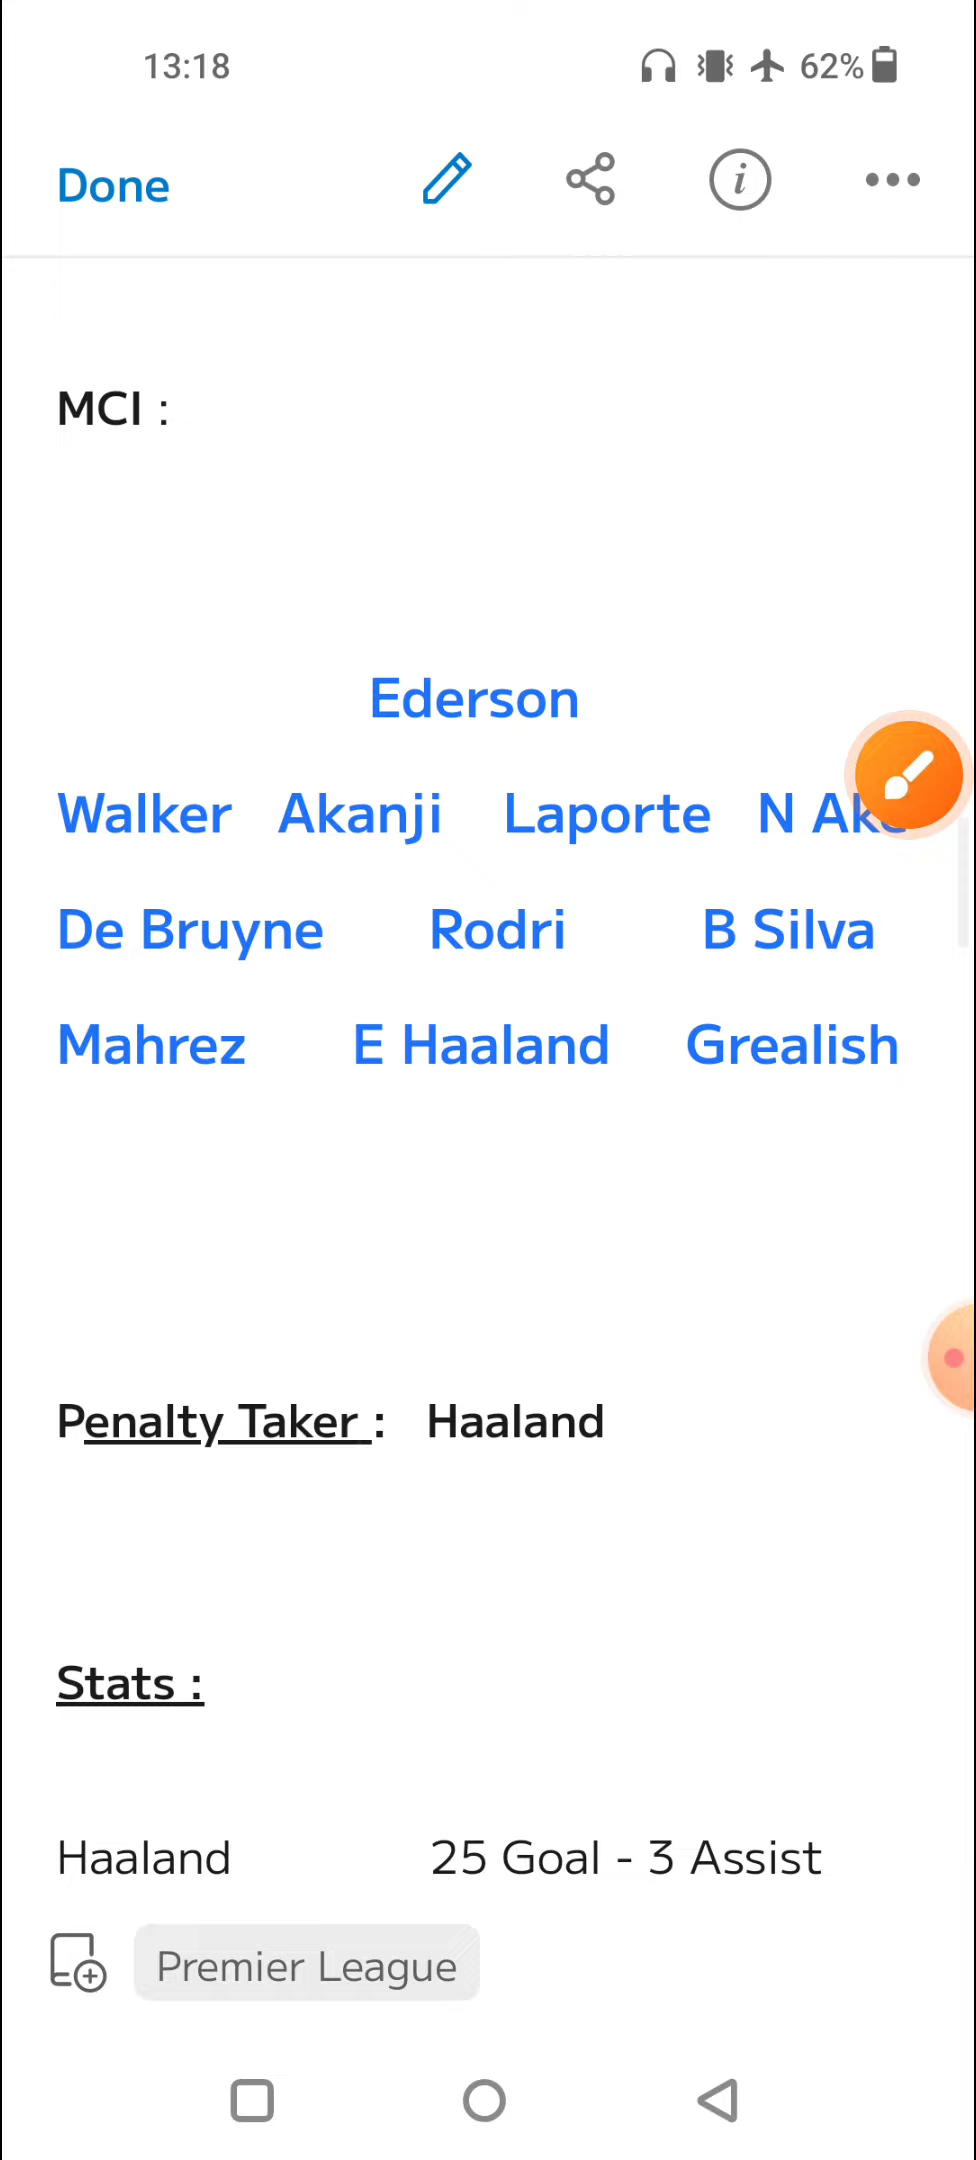 13:18 62%
Done
MCI :
Ederson
Walker Akanji Laporte N
De Bruyne Rodri B Silva
Mahrez E Haaland Grealish
Penalty Taker : Haaland
Stats :
Haaland 25 Goal - 3 Assist
Premier League